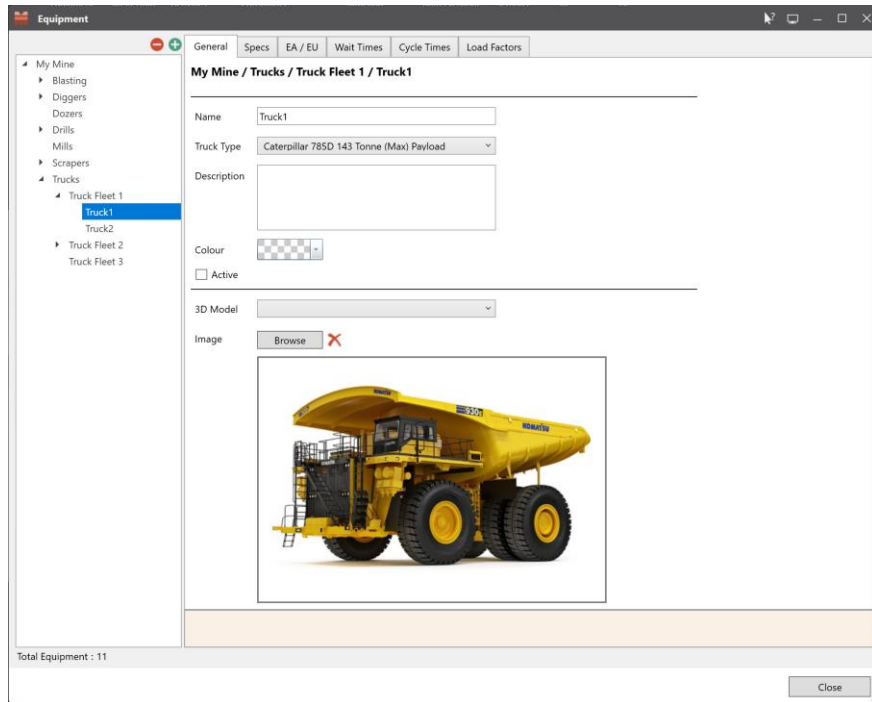 Equipment
My Mine
Blasting
Diggers
Dozers
Drills
Mills
Scrapers
Trucks
Truck Fleet 1
Truck1
Truck2
Truck Fleet 2
Truck Fleet 3
General Specs EA / EU Wait Times Cycle Times Load Factors
My Mine / Trucks / Truck Fleet 1 / Truck1
Name Truck1
Truck Type Caterpillar 785D 143 Tonne (Max) Payload
Description
Colour
Active
3D Model
Image Browse
KOMATSU
930E
KOMATSU
Total Equipment : 11
Close